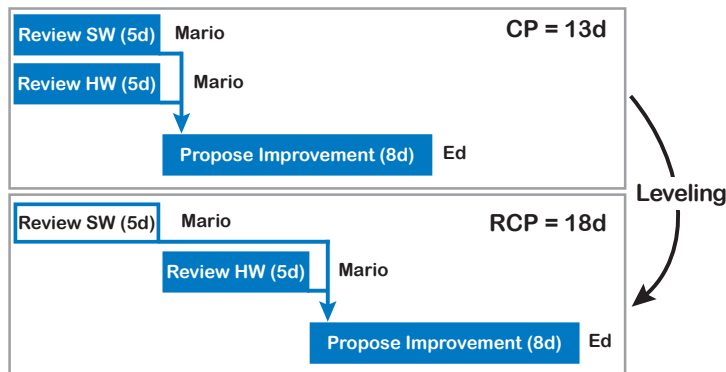 Review SW (5d) Mario CP = 13d
Review HW (5d) Mario
Propose Improvement (8d) Ed
Leveling
Review SW (5d) Mario RCP = 18d
Review HW (5d) Mario
Propose Improvement (8d) Ed